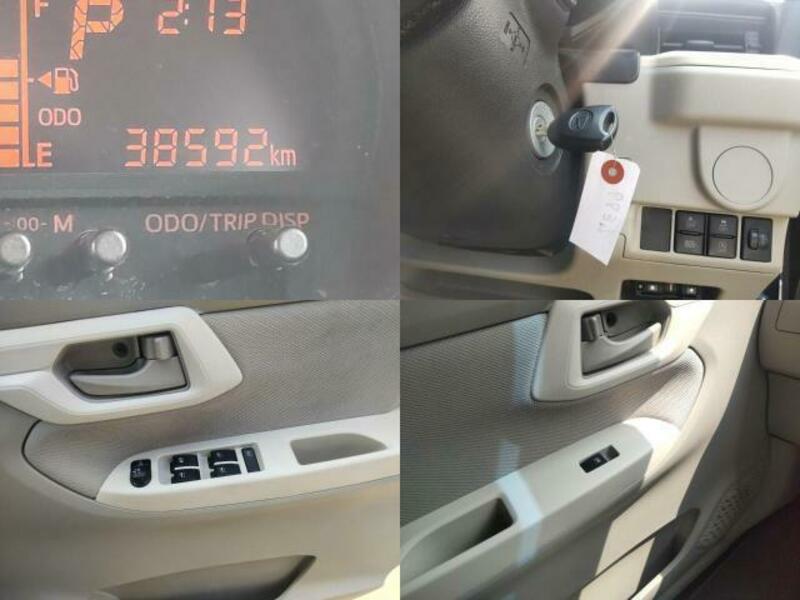 F
P 2:13
ODO
E 38592km
M ODO/TRIP DISP